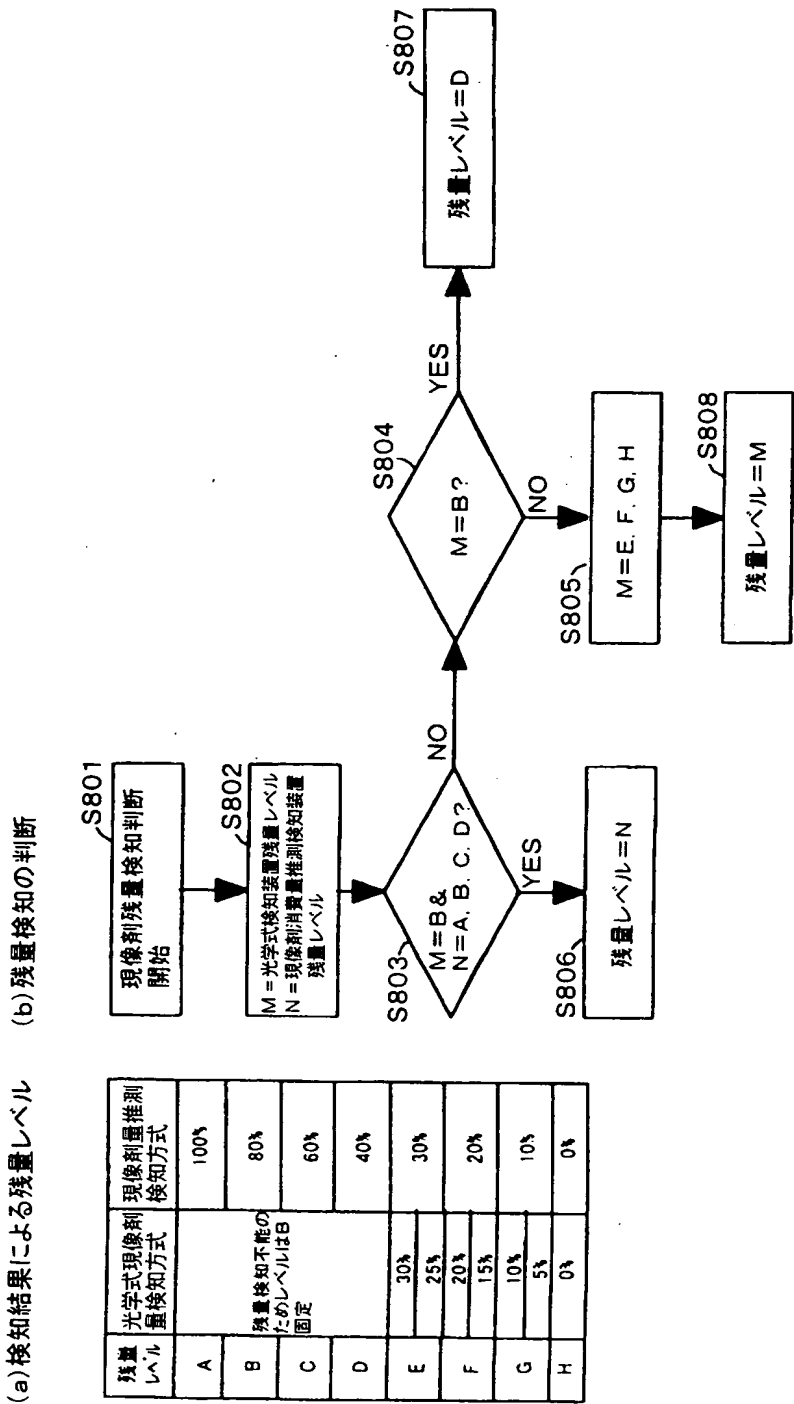 (a)検知結果による残量レベル
残量
レベル
光学式現像剤
量検知方式
現像剤量推測
検知方式
A
残量検知不能の
ためレベルはB
固定
100%
B
80%
C
60%
D
40%
E
30%
25%
30%
F
20%
15%
20%
G
10%
5%
10%
H
0%
0%
(b)残量検知の判断
S801
現像剤残量検知判断
開始
S802
M=光学式検知装置残量レベル
N=現像剤消費量推測検知装置
残量レベル
S803
M=B&
N=A, B, C, D?
NO
YES
S806
残量レベル=N
S804
M=B?
YES
NO
S807
残量レベル=D
S805
M=E, F, G, H
S808
残量レベル=M